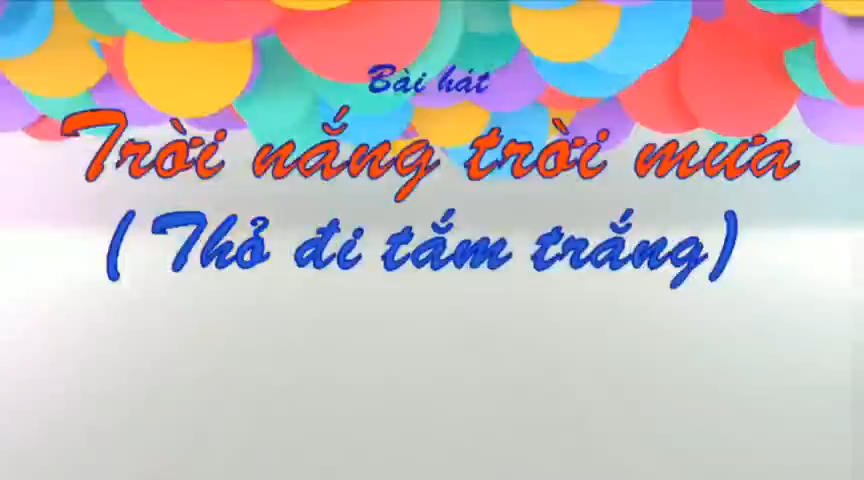 Bài hát
Trời nắng trời mưa
( Thỏ đi tắm trắng)